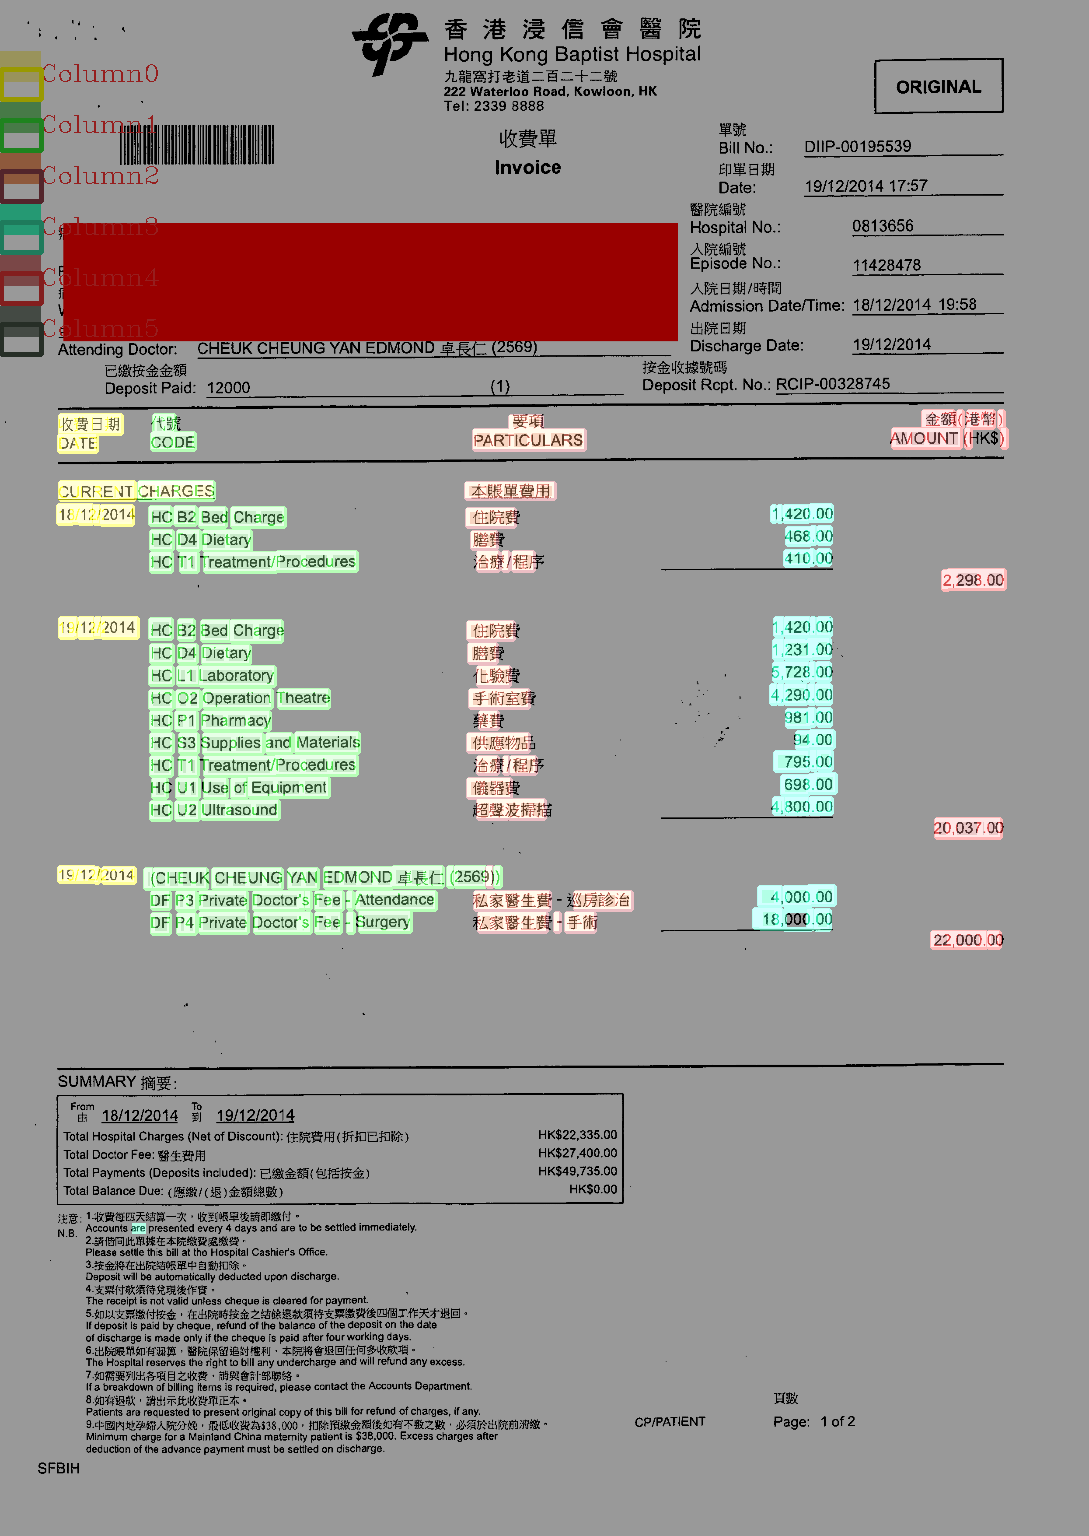 香港浸信會醫院
Hong Kong Baptist Hospital
九龍窩打老道二百二十二號
222 Waterloo Road, Kowloon, HK
Tel: 2339 8888
ORIGINAL
收費單
Invoice
Column0
Column1
Column2
Column3
Column4
Column5
單號
Bill No.: DIIP-00195539
印單日期
Date: 19/12/2014 17:57
醫院編號
Hospital No.: 0813656
入院編號
Episode No.: 11428478
入院日期/時間
Admission Date/Time: 18/12/2014 19:58
出院日期
Discharge Date: 19/12/2014
Attending Doctor: CHEUK CHEUNG YAN EDMOND 卓長仁 (2569)
已繳按金金額 按金收據號碼
Deposit Paid: 12000 (1) Deposit Rcpt. No.: RCIP-00328745
收費日期 代號 要項 金額(港幣)
DATE CODE PARTICULARS AMOUNT (HK$)
CURRENT CHARGES 本賬單費用
18/12/2014 HC B2 Bed Charge 住院費 1,420.00
HC D4 Dietary 膳費 468.00
HC T1 Treatment/Procedures 治療/程序 410.00
2,298.00
19/12/2014 HC B2 Bed Charge 住院費 1,420.00
HC D4 Dietary 膳費 1,231.00
HC L1 Laboratory 化驗費 5,728.00
HC O2 Operation Theatre 手術室費 4,290.00
HC P1 Pharmacy 藥費 981.00
HC S3 Supplies and Materials 供應物品 94.00
HC T1 Treatment/Procedures 治療/程序 795.00
HC U1 Use of Equipment 儀器費 698.00
HC U2 Ultrasound 超聲波掃描 4,800.00
20,037.00
19/12/2014 (CHEUK CHEUNG YAN EDMOND 卓長仁 (2569))
DF P3 Private Doctor's Fee - Attendance 私家醫生費 - 巡房診治 4,000.00
DF P4 Private Doctor's Fee - Surgery 私家醫生費 - 手術 18,000.00
22,000.00
SUMMARY 摘要:
From To
由 18/12/2014 到 19/12/2014
Total Hospital Charges (Net of Discount): 住院費用(折扣已扣除) HK$22,335.00
Total Doctor Fee: 醫生費用 HK$27,400.00
Total Payments (Deposits included): 已繳金額(包括按金) HK$49,735.00
Total Balance Due: (應繳/(退)金額總數) HK$0.00
注意: 1.收費每四天結算一次，收到帳單後請即繳付。
N.B. Accounts are presented every 4 days and are to be settled immediately.
2.請偕同此單據在本院繳費處繳費。
Please settle this bill at the Hospital Cashier's Office.
3.按金將在出院結帳單中自動扣除。
Deposit will be automatically deducted upon discharge.
4.支票付款須待兌現後作實。
The receipt is not valid unless cheque is cleared for payment.
5.如以支票繳付按金，在出院時按金之結餘退款須待支票繳費後四個工作天才退回。
If deposit is paid by cheque, refund of the balance of the deposit on the date
of discharge is made only if the cheque is paid after four working days.
6.出院帳單如有誤算，醫院保留追討權利，本院將會退回任何多收款項。
The Hospital reserves the right to bill any undercharge and will refund any excess.
7.如需要列出各項目之收費，請與會計部聯絡。
If a breakdown of billing items is required, please contact the Accounts Department.
8.如有退款，請出示此收費單正本。
Patients are requested to present original copy of this bill for refund of charges, if any.
9.中國內地孕婦入院分娩，最低收費為$38,000，扣除預繳金額後如有不敷之數，必須於出院前清繳。
Minimum charge for a Mainland China maternity patient is $38,000. Excess charges after
deduction of the advance payment must be settled on discharge.
頁數
CP/PATIENT Page: 1 of 2
SFBIH